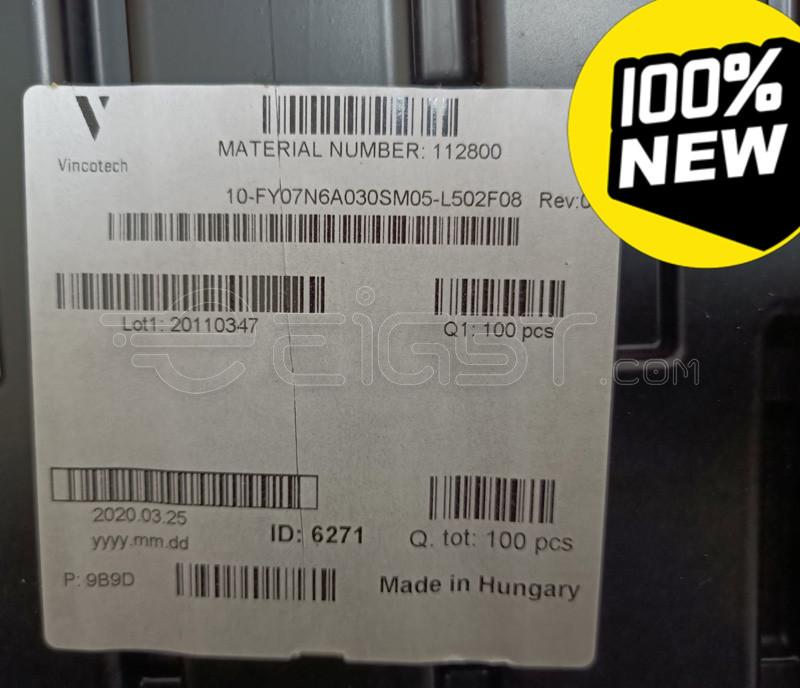 100%
NEW
Vincotech
MATERIAL NUMBER: 112800
10-FY07N6A030SM05-L502F08 Rev:
Lot1: 20110347
Q1: 100 pcs
eigst.com
2020.03.25
yyyy.mm.dd
ID: 6271
Q. tot: 100 pcs
P: 9B9D
Made in Hungary